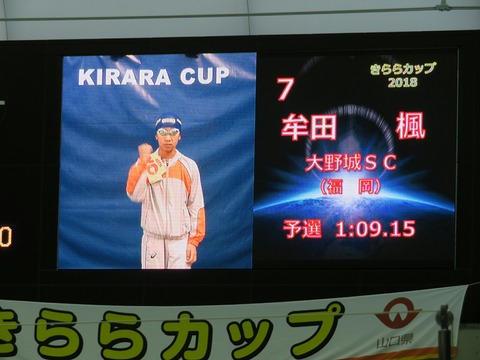 KIRARA CUP
きららカップ
2018
7
牟田 楓
大野城SC
(福 岡)
予選 1:09.15
0
きららカップ
山口県